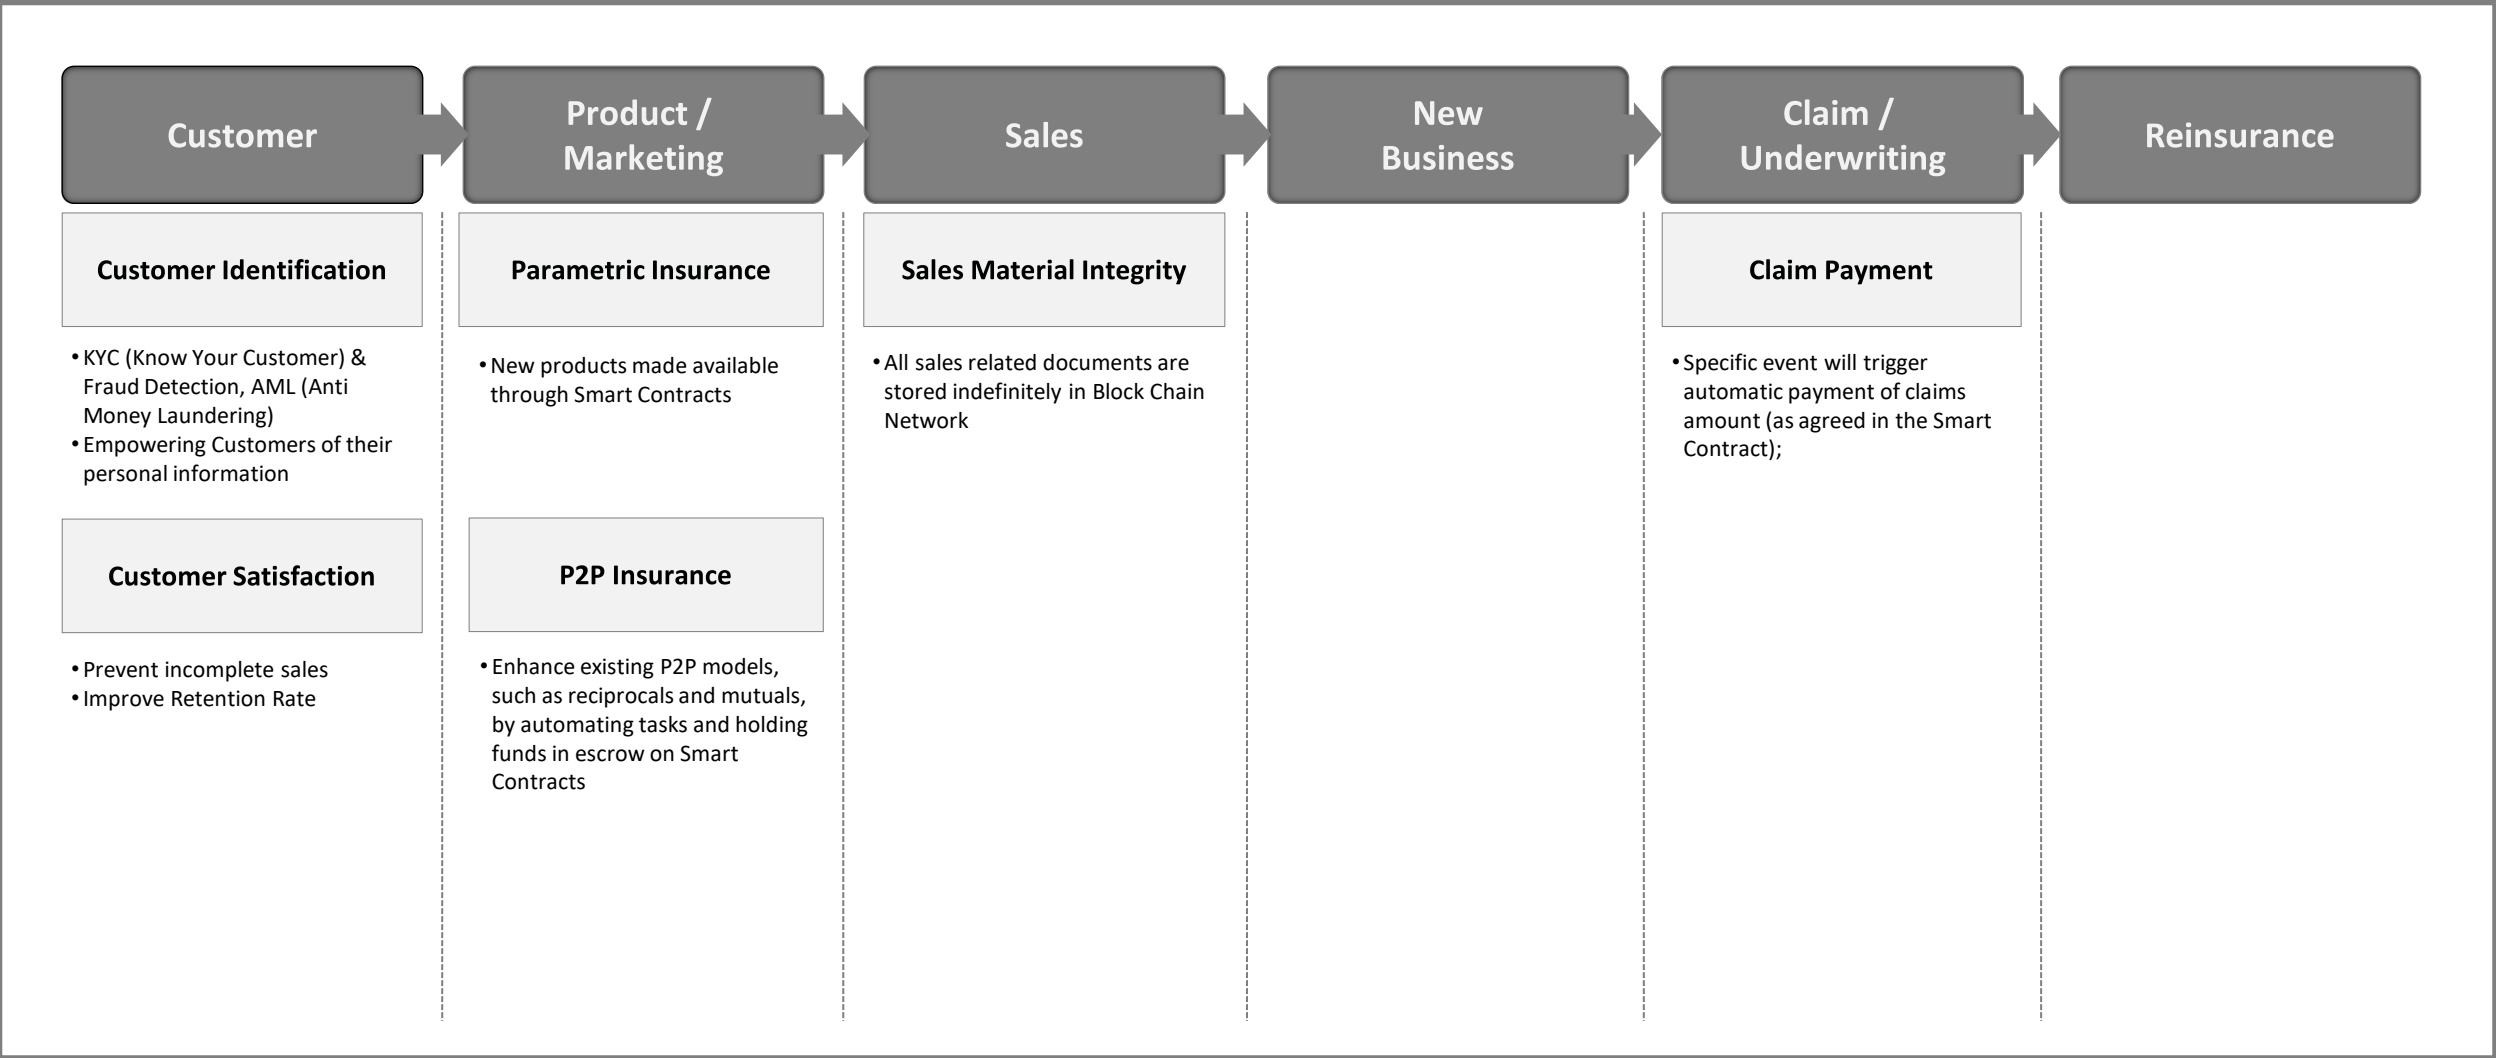 Customer
Product /
Marketing
Sales
New
Business
Claim /
Underwriting
Reinsurance
Customer Identification
• KYC (Know Your Customer) &
Fraud Detection, AML (Anti
Money Laundering)
• Empowering Customers of their
personal information
Customer Satisfaction
• Prevent incomplete sales
• Improve Retention Rate
Parametric Insurance
• New products made available
through Smart Contracts
P2P Insurance
• Enhance existing P2P models,
such as reciprocals and mutuals,
by automating tasks and holding
funds in escrow on Smart
Contracts
Sales Material Integrity
• All sales related documents are
stored indefinitely in Block Chain
Network
Claim Payment
• Specific event will trigger
automatic payment of claims
amount (as agreed in the Smart
Contract);